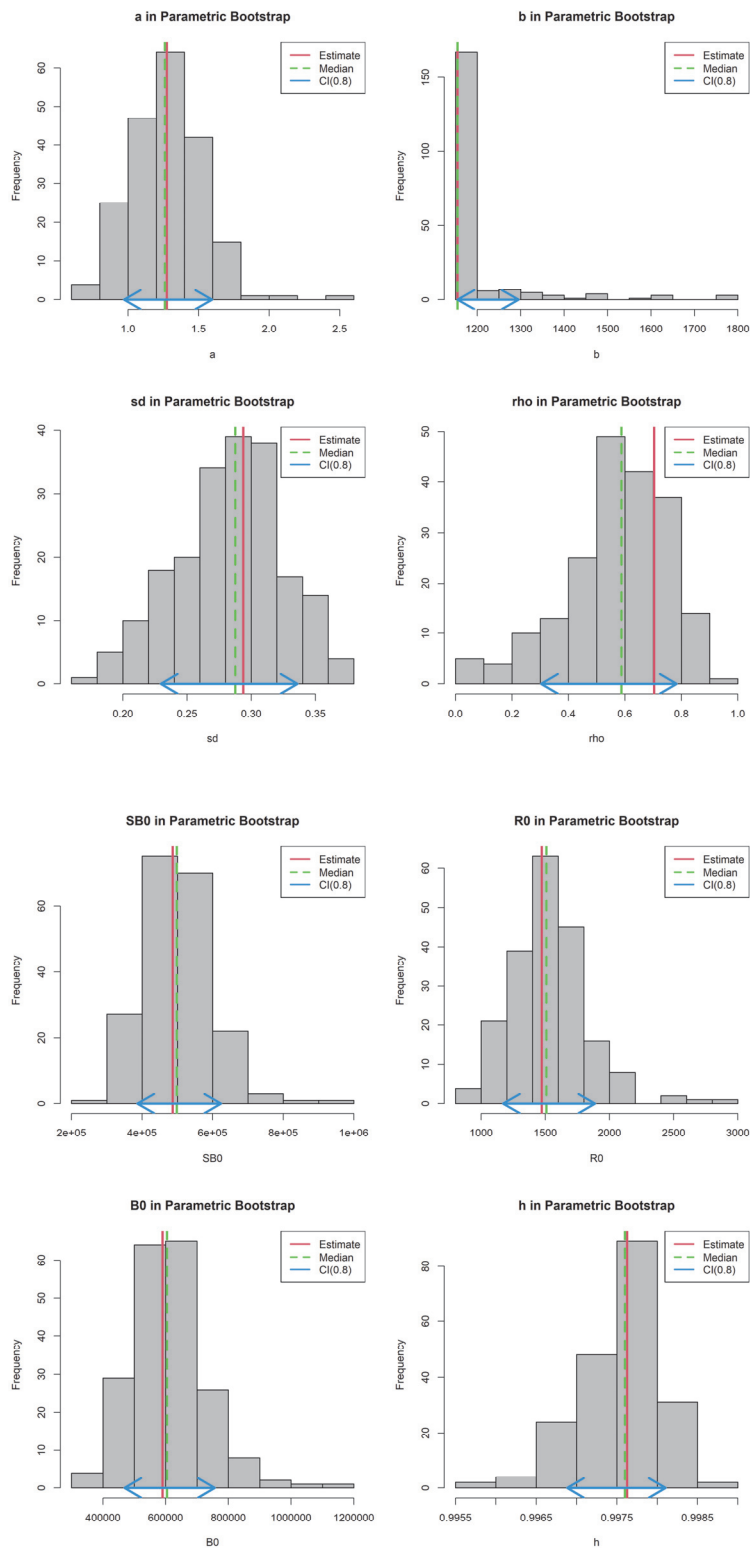 a in Parametric Bootstrap
Estimate
Median
CI(0.8)
Frequency
0 10 20 30 40 50 60
1.0 1.5 2.0 2.5
a
b in Parametric Bootstrap
Estimate
Median
CI(0.8)
Frequency
0 50 100 150
1200 1300 1400 1500 1600 1700 1800
b
sd in Parametric Bootstrap
Estimate
Median
CI(0.8)
Frequency
0 10 20 30 40
0.20 0.25 0.30 0.35
sd
rho in Parametric Bootstrap
Estimate
Median
CI(0.8)
Frequency
0 10 20 30 40 50
0.0 0.2 0.4 0.6 0.8 1.0
rho
SB0 in Parametric Bootstrap
Estimate
Median
CI(0.8)
Frequency
0 20 40 60
2e+05 4e+05 6e+05 8e+05 1e+06
SB0
R0 in Parametric Bootstrap
Estimate
Median
CI(0.8)
Frequency
0 10 20 30 40 50 60
1000 1500 2000 2500 3000
R0
B0 in Parametric Bootstrap
Estimate
Median
CI(0.8)
Frequency
0 10 20 30 40 50 60
400000 600000 800000 1000000 1200000
B0
h in Parametric Bootstrap
Estimate
Median
CI(0.8)
Frequency
0 20 40 60 80
0.9955 0.9965 0.9975 0.9985
h